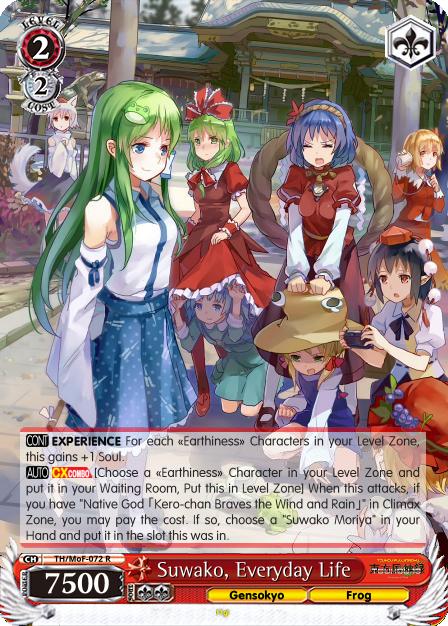 LEVEL
2
2
COST
CONT EXPERIENCE For each «Earthiness» Characters in your Level Zone,
this gains +1 Soul.
AUTO CXCOMBO [Choose a «Earthiness» Character in your Level Zone and
put it in your Waiting Room, Put this in Level Zone] When this attacks, if
you have "Native God「Kero-chan Braves the Wind and Rain」" in Climax
Zone, you may pay the cost. If so, choose a "Suwako Moriya" in your
Hand and put it in the slot this was in.
TH/MoF-072 R
POWER
7500
SOUL
Suwako, Everyday Life
Gensokyo
Frog